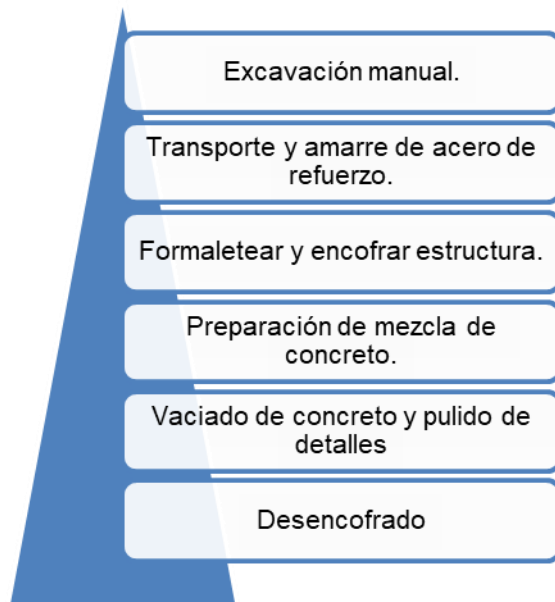 Excavación manual.
Transporte y amarre de acero de
refuerzo.
Formaletear y encofrar estructura.
Preparación de mezcla de
concreto.
Vaciado de concreto y pulido de
detalles
Desencofrado